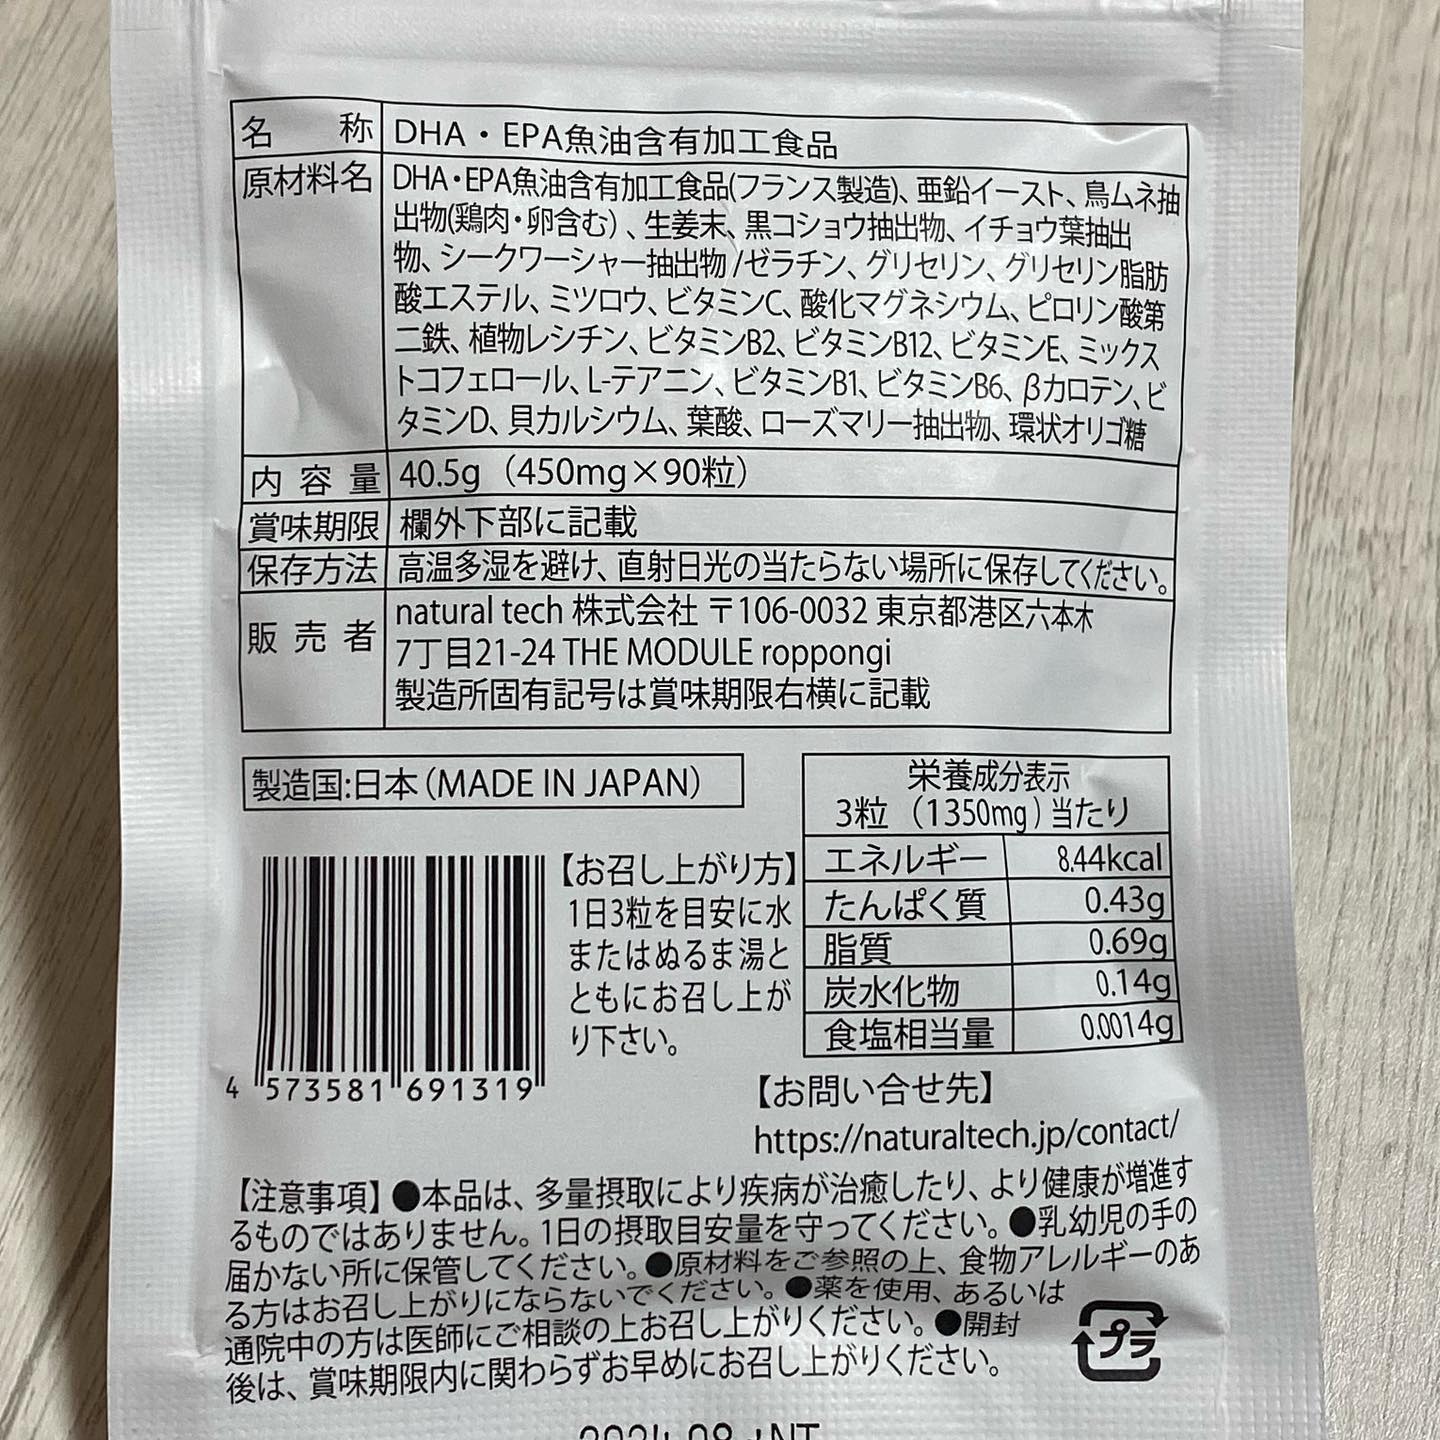 名　称 DHA・EPA魚油含有加工食品
原材料名 DHA・EPA魚油含有加工食品(フランス製造)、亜鉛イースト、鳥ムネ抽
出物(鶏肉・卵含む)、生姜末、黒コショウ抽出物、イチョウ葉抽出
物、シークワーシャー抽出物/ゼラチン、グリセリン、グリセリン脂肪
酸エステル、ミツロウ、ビタミンC、酸化マグネシウム、ピロリン酸第
二鉄、植物レシチン、ビタミンB2、ビタミンB12、ビタミンE、ミックス
トコフェロール、L-テアニン、ビタミンB1、ビタミンB6、βカロテン、ビ
タミンD、貝カルシウム、葉酸、ローズマリー抽出物、環状オリゴ糖
内容量 40.5g（450mg×90粒）
賞味期限 欄外下部に記載
保存方法 高温多湿を避け、直射日光の当たらない場所に保存してください。
販売者 natural tech 株式会社 〒106-0032 東京都港区六本木
7丁目21-24 THE MODULE roppongi
製造所固有記号は賞味期限右横に記載
製造国:日本（MADE IN JAPAN）
栄養成分表示
3粒（1350mg）当たり
エネルギー 8.44kcal
たんぱく質 0.43g
脂質 0.69g
炭水化物 0.14g
食塩相当量 0.0014g
【お召し上がり方】
1日3粒を目安に水
またはぬるま湯と
ともにお召し上が
り下さい。
4 573581 691319
【お問い合せ先】
https://naturaltech.jp/contact/
【注意事項】●本品は、多量摂取により疾病が治癒したり、より健康が増進す
るものではありません。1日の摂取目安量を守ってください。●乳幼児の手の
届かない所に保管してください。●原材料をご参照の上、食物アレルギーのあ
る方はお召し上がりにならないでください。●薬を使用、あるいは
通院中の方は医師にご相談の上お召し上がりください。●開封
後は、賞味期限内に関わらずお早めにお召し上がりください。
プラ